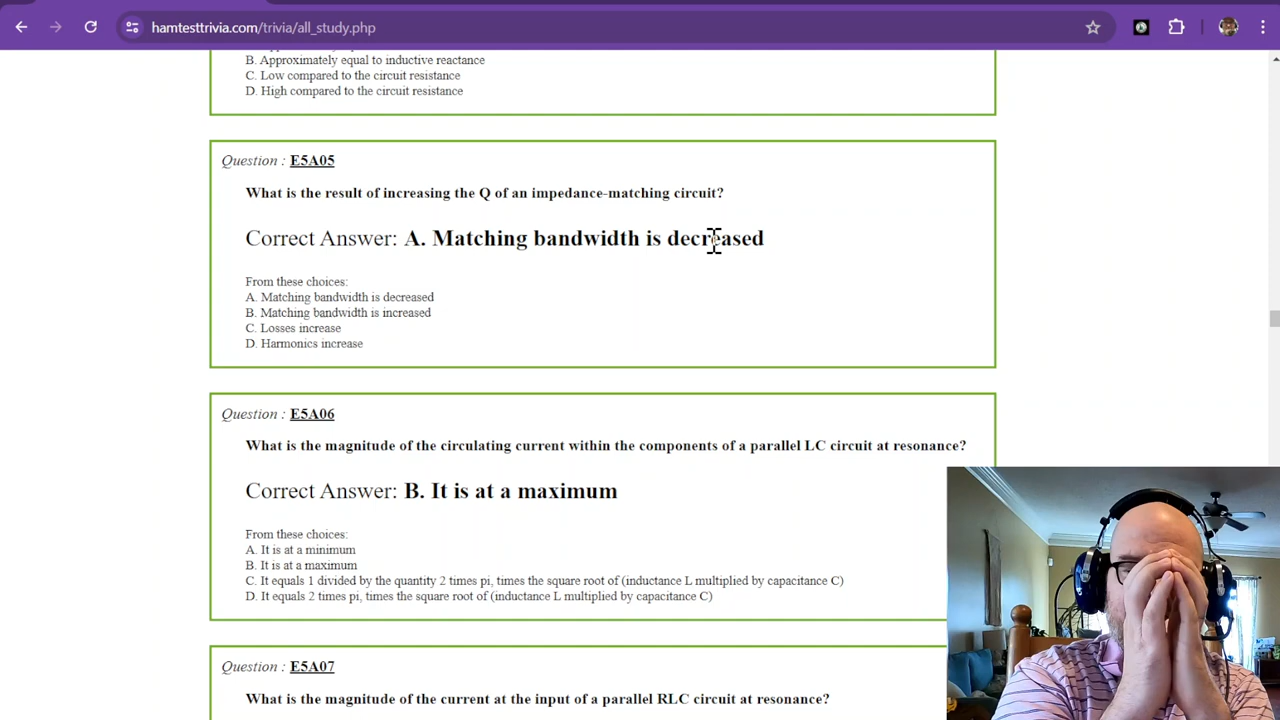 hamtesttrivia.com/trivia/all_study.php
B. Approximately equal to inductive reactance
C. Low compared to the circuit resistance
D. High compared to the circuit resistance
Question : E5A05
What is the result of increasing the Q of an impedance-matching circuit?
Correct Answer: A. Matching bandwidth is decreased
From these choices:
A. Matching bandwidth is decreased
B. Matching bandwidth is increased
C. Losses increase
D. Harmonics increase
Question : E5A06
What is the magnitude of the circulating current within the components of a parallel LC circuit at resonance?
Correct Answer: B. It is at a maximum
From these choices:
A. It is at a minimum
B. It is at a maximum
C. It equals 1 divided by the quantity 2 times pi, times the square root of (inductance L multiplied by capacitance C)
D. It equals 2 times pi, times the square root of (inductance L multiplied by capacitance C)
Question : E5A07
What is the magnitude of the current at the input of a parallel RLC circuit at resonance?